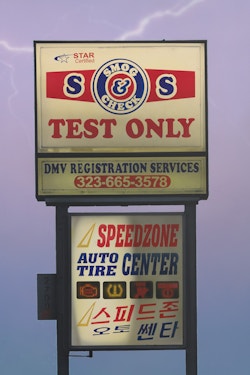 STAR
Certified
S & S
SMOG
CHECK
TEST ONLY
DMV REGISTRATION SERVICES
323-665-3578
SPEEDZONE
AUTO
TIRE
CENTER
스피드존
오토 쎈타